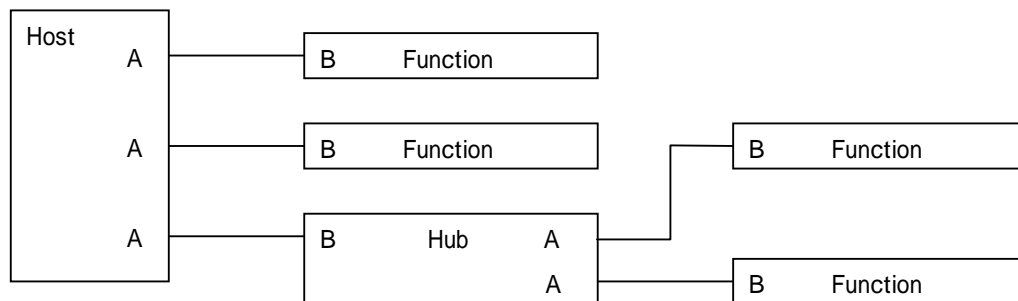 Host
A B Function
A B Function B Function
A B Hub A
A B Function